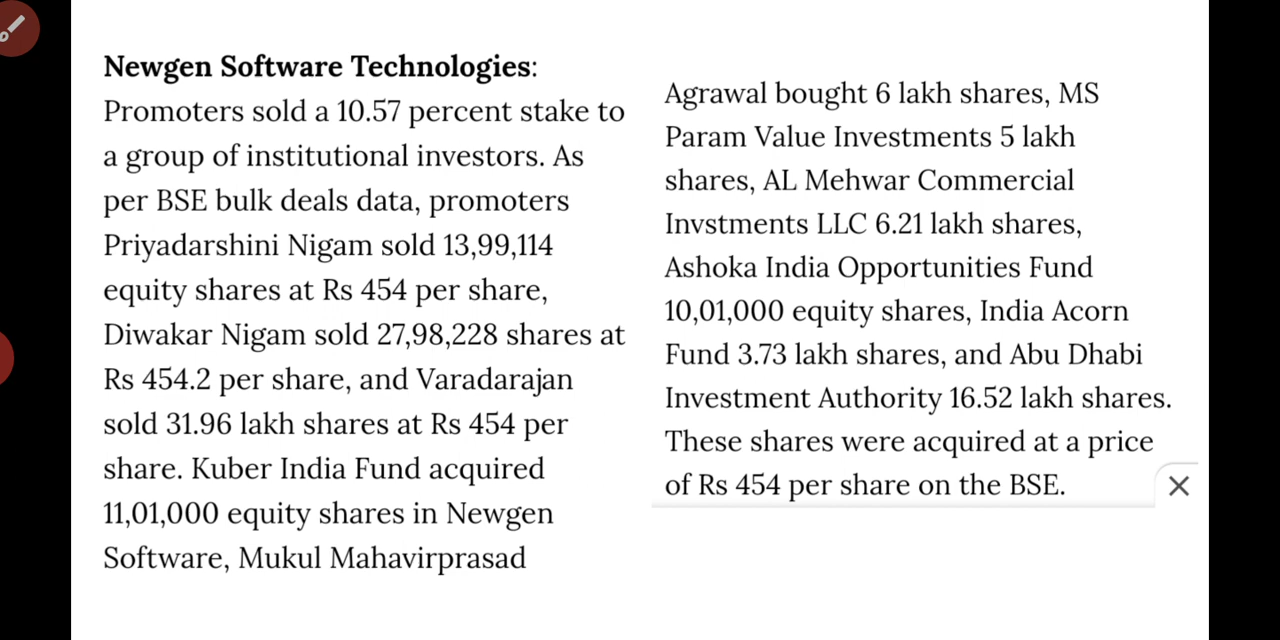 Newgen Software Technologies:
Promoters sold a 10.57 percent stake to
a group of institutional investors. As
per BSE bulk deals data, promoters
Priyadarshini Nigam sold 13,99,114
equity shares at Rs 454 per share,
Diwakar Nigam sold 27,98,228 shares at
Rs 454.2 per share, and Varadarajan
sold 31.96 lakh shares at Rs 454 per
share. Kuber India Fund acquired
11,01,000 equity shares in Newgen
Software, Mukul Mahavirprasad
Agrawal bought 6 lakh shares, MS
Param Value Investments 5 lakh
shares, AL Mehwar Commercial
Invstments LLC 6.21 lakh shares,
Ashoka India Opportunities Fund
10,01,000 equity shares, India Acorn
Fund 3.73 lakh shares, and Abu Dhabi
Investment Authority 16.52 lakh shares.
These shares were acquired at a price
of Rs 454 per share on the BSE.